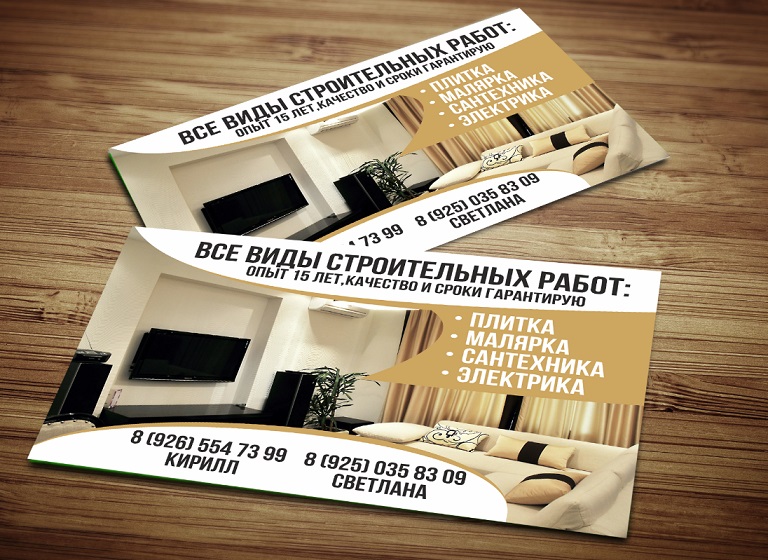 ВСЕ ВИДЫ СТРОИТЕЛЬНЫХ РАБОТ:
ОПЫТ 15 ЛЕТ,КАЧЕСТВО И СРОКИ ГАРАНТИРУЮ
• ПЛИТКА
• МАЛЯРКА
• САНТЕХНИКА
• ЭЛЕКТРИКА
4 73 99
8 (925) 035 83 09
СВЕТЛАНА
ВСЕ ВИДЫ СТРОИТЕЛЬНЫХ РАБОТ:
ОПЫТ 15 ЛЕТ,КАЧЕСТВО И СРОКИ ГАРАНТИРУЮ
• ПЛИТКА
• МАЛЯРКА
• САНТЕХНИКА
• ЭЛЕКТРИКА
8 (926) 554 73 99
КИРИЛЛ
8 (925) 035 83 09
СВЕТЛАНА